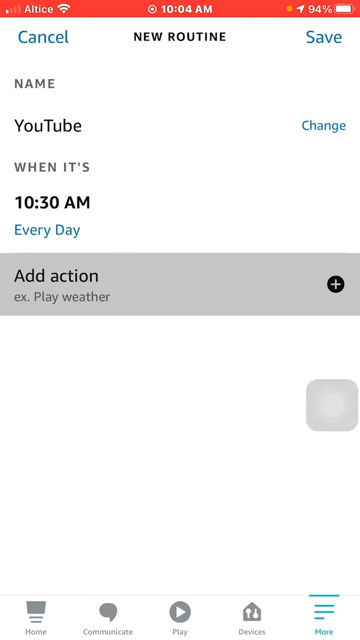 Altice 10:04 AM 94%
Cancel NEW ROUTINE Save
NAME
YouTube Change
WHEN IT'S
10:30 AM
Every Day
Add action
ex. Play weather
Home Communicate Play Devices More